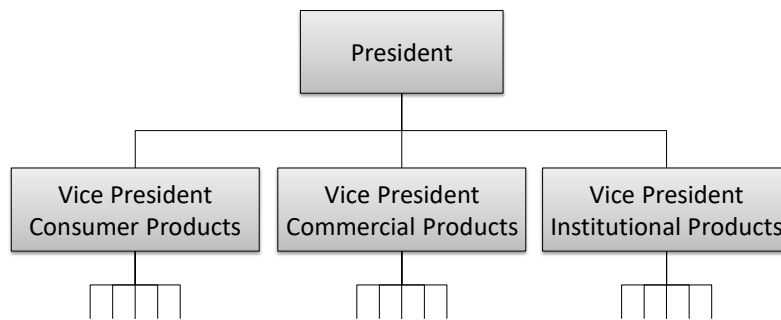 President
Vice President
Consumer Products
Vice President
Commercial Products
Vice President
Institutional Products